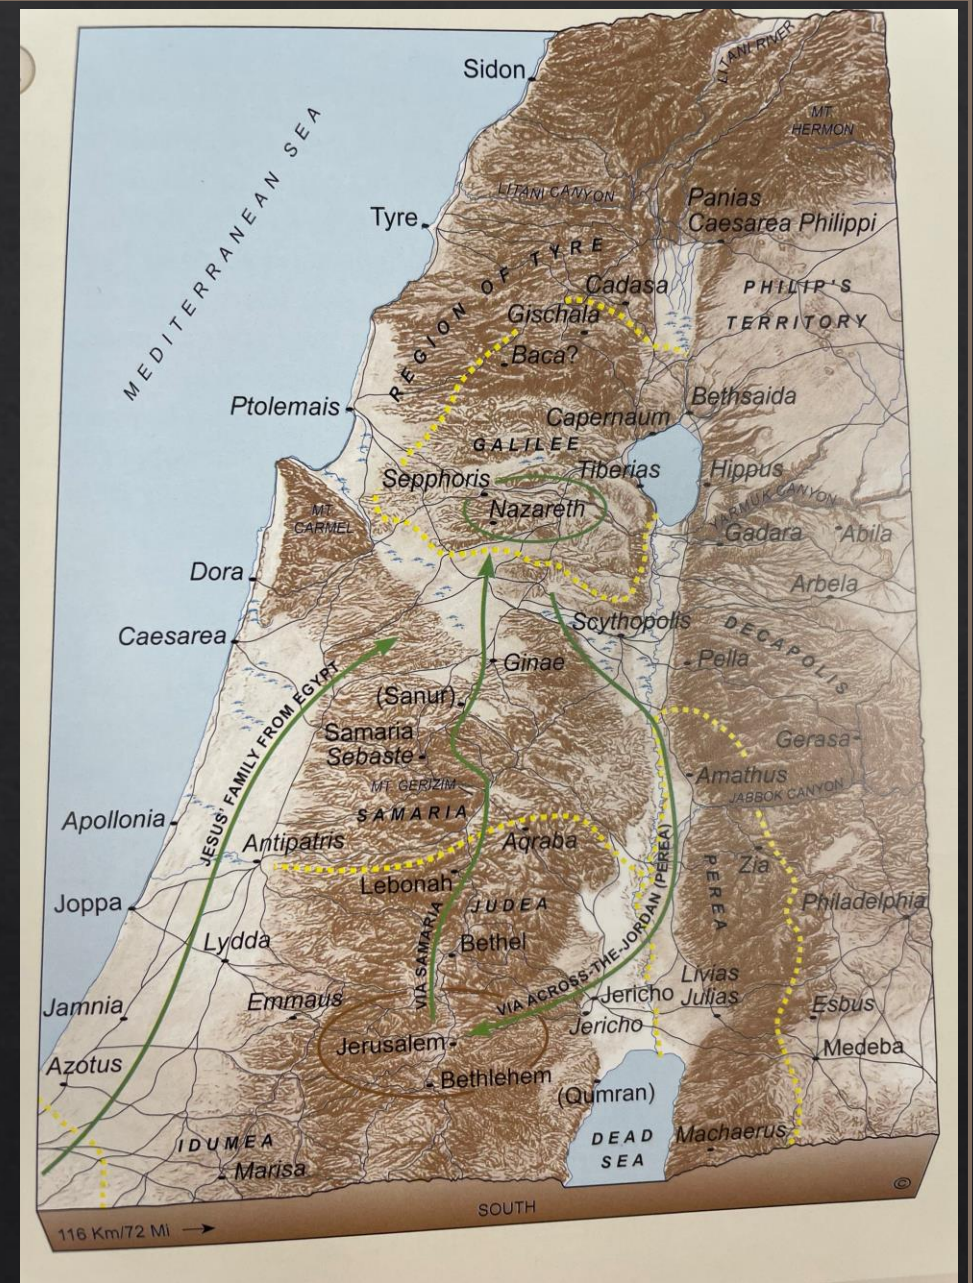 Sidon
LITANI RIVER
MT.
HERMON
MEDITERRANEAN SEA
LITANI CANYON
Panias
Caesarea Philippi
Tyre
REGION OF TYRE
Cadasa
PHILIP'S
TERRITORY
Gischala
Baca?
Bethsaida
Ptolemais
Capernaum
GALILEE
Tiberias
Hippus
Sepphoris
YARMUK CANYON
Nazareth
MT.
CARMEL
Gadara
Abila
Dora
Arbela
Scythopolis
DECAPOLIS
Caesarea
Ginae
Pella
JESUS' FAMILY FROM EGYPT
(Sanur)
Samaria
Sebaste
Gerasa
Amathus
MT. GERIZIM
JABBOK CANYON
SAMARIA
Apollonia
Antipatris
Aqraba
Zia
PEREA
Lebonah
Joppa
JUDEA
Philadelphia
Lydda
Bethel
VIA SAMARIA
VIA ACROSS-THE-JORDAN (PEREA)
Livias
Julias
Jericho
Jericho
Emmaus
Esbus
Jamnia
Jerusalem
Medeba
Azotus
Bethlehem
(Qumran)
IDUMEA
DEAD
SEA
Machaerus
Marisa
©
SOUTH
116 Km/72 Mi